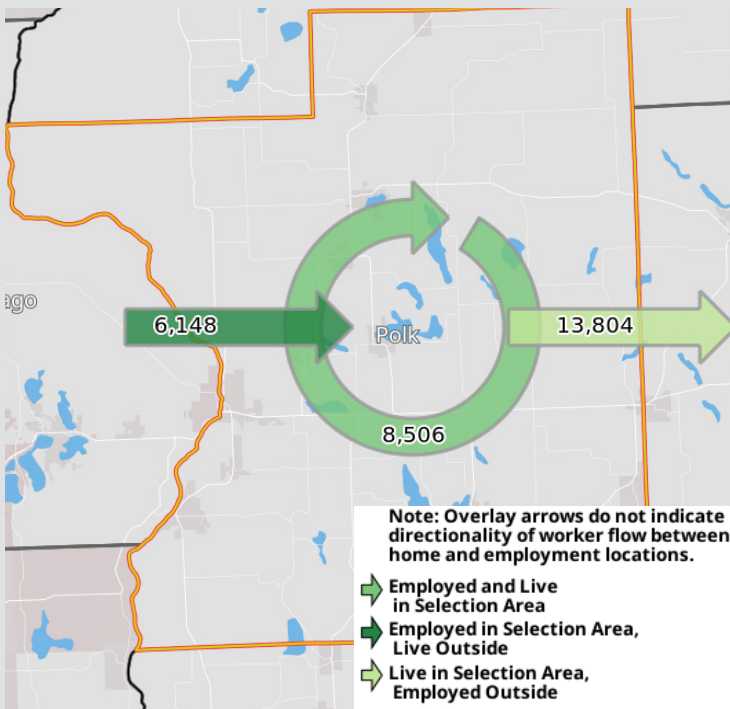 ago
6,148
Polk
13,804
8,506
Note: Overlay arrows do not indicate
directionality of worker flow between
home and employment locations.
Employed and Live
in Selection Area
Employed in Selection Area,
Live Outside
Live in Selection Area,
Employed Outside